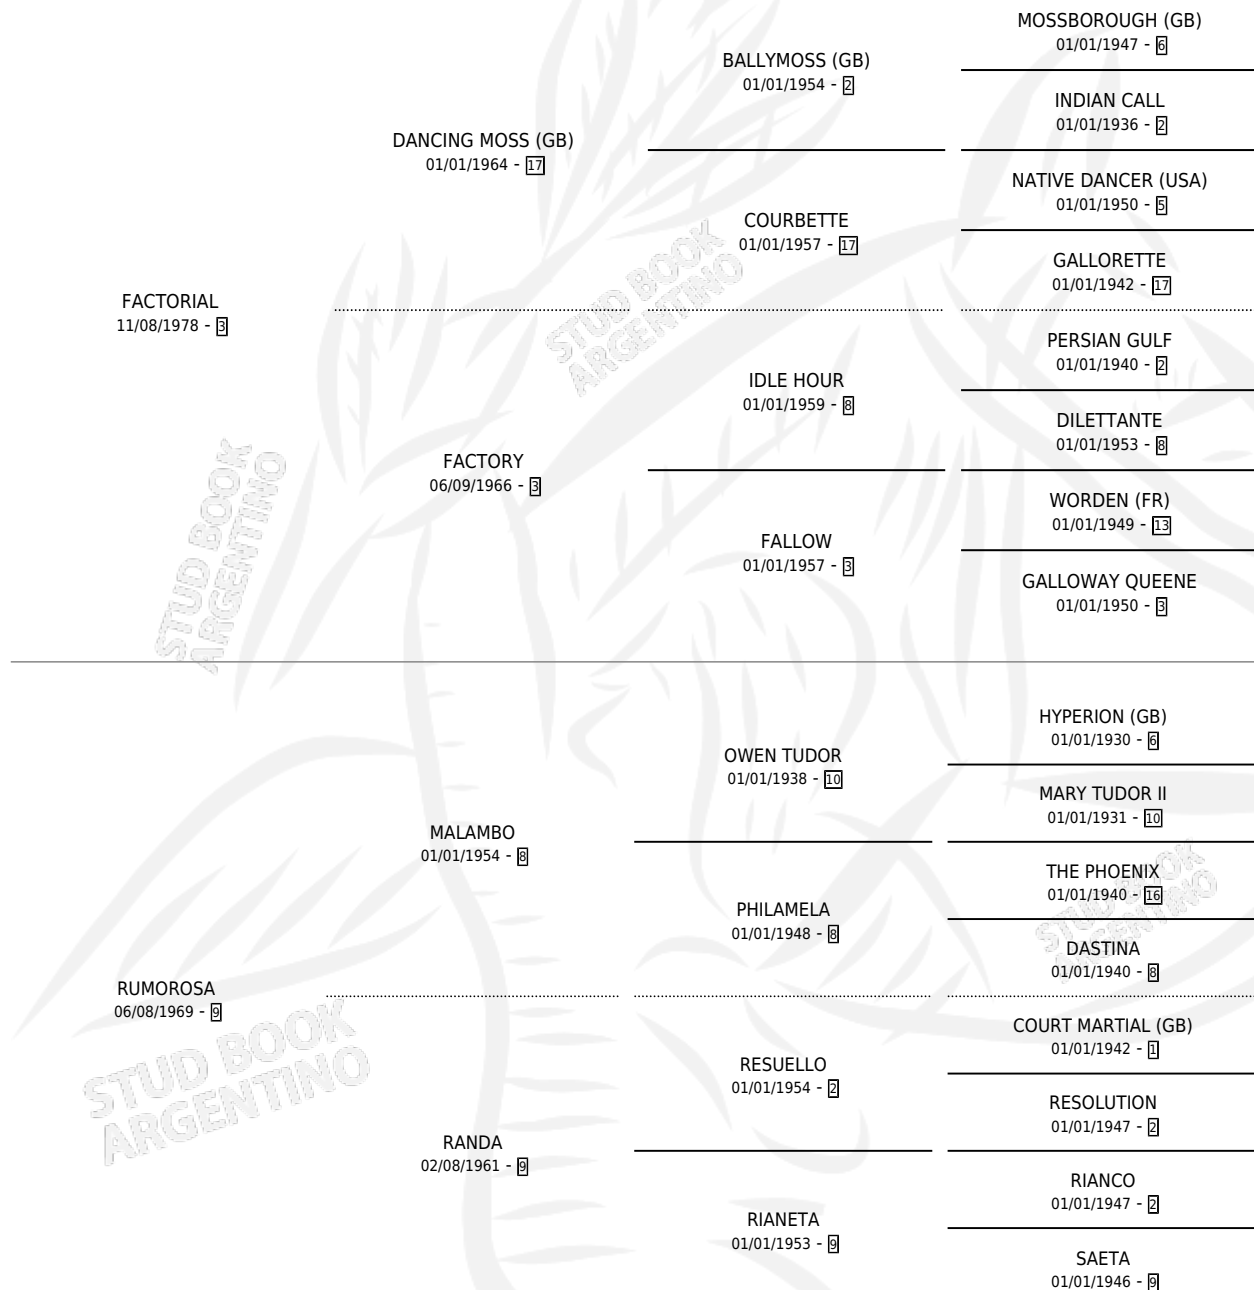 MOSSBOROUGH (GB)
01/01/1947 - 6
BALLYMOSS (GB)
01/01/1954 - 2
INDIAN CALL
01/01/1936 - 2
DANCING MOSS (GB)
01/01/1964 - 17
NATIVE DANCER (USA)
01/01/1950 - 5
COURBETTE
01/01/1957 - 17
GALLORETTE
01/01/1942 - 17
STUD BOOK
ARGENTINO
FACTORIAL
11/08/1978 - 3
PERSIAN GULF
01/01/1940 - 2
IDLE HOUR
01/01/1959 - 8
DILETTANTE
01/01/1953 - 8
FACTORY
06/09/1966 - 3
WORDEN (FR)
01/01/1949 - 13
FALLOW
01/01/1957 - 3
GALLOWAY QUEENE
01/01/1950 - 3
STUD BOOK
ARGENTINO
HYPERION (GB)
01/01/1930 - 6
OWEN TUDOR
01/01/1938 - 10
MARY TUDOR II
01/01/1931 - 10
MALAMBO
01/01/1954 - 8
THE PHOENIX
01/01/1940 - 16
PHILAMELA
01/01/1948 - 8
DASTINA
01/01/1940 - 8
STUD BOOK
ARGENTINO
RUMOROSA
06/08/1969 - 9
COURT MARTIAL (GB)
01/01/1942 - 1
RESUELLO
01/01/1954 - 2
RESOLUTION
01/01/1947 - 2
STUD BOOK
ARGENTINO
RANDA
02/08/1961 - 9
RIANCO
01/01/1947 - 2
RIANETA
01/01/1953 - 9
SAETA
01/01/1946 - 9